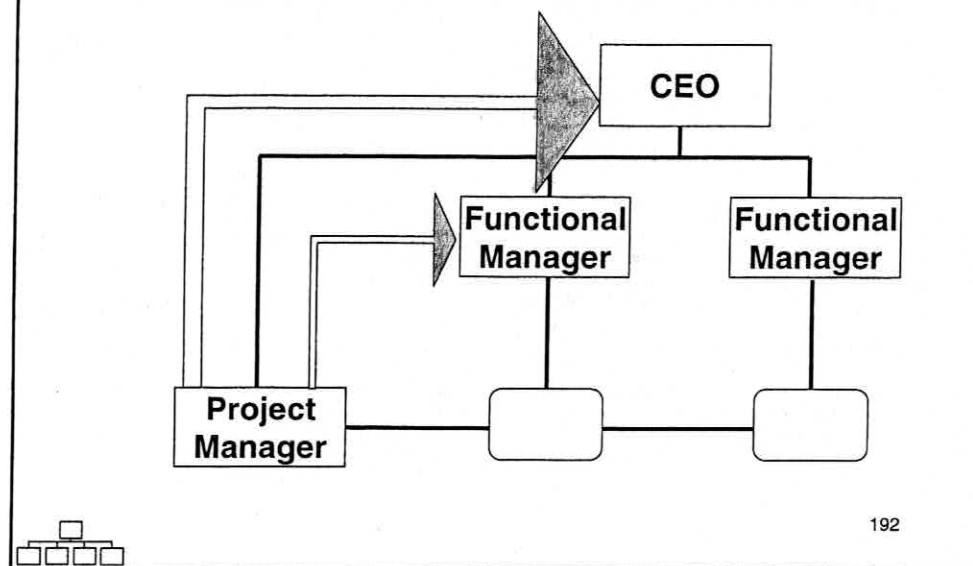 CEO
Functional
Manager
Functional
Manager
Project
Manager
192